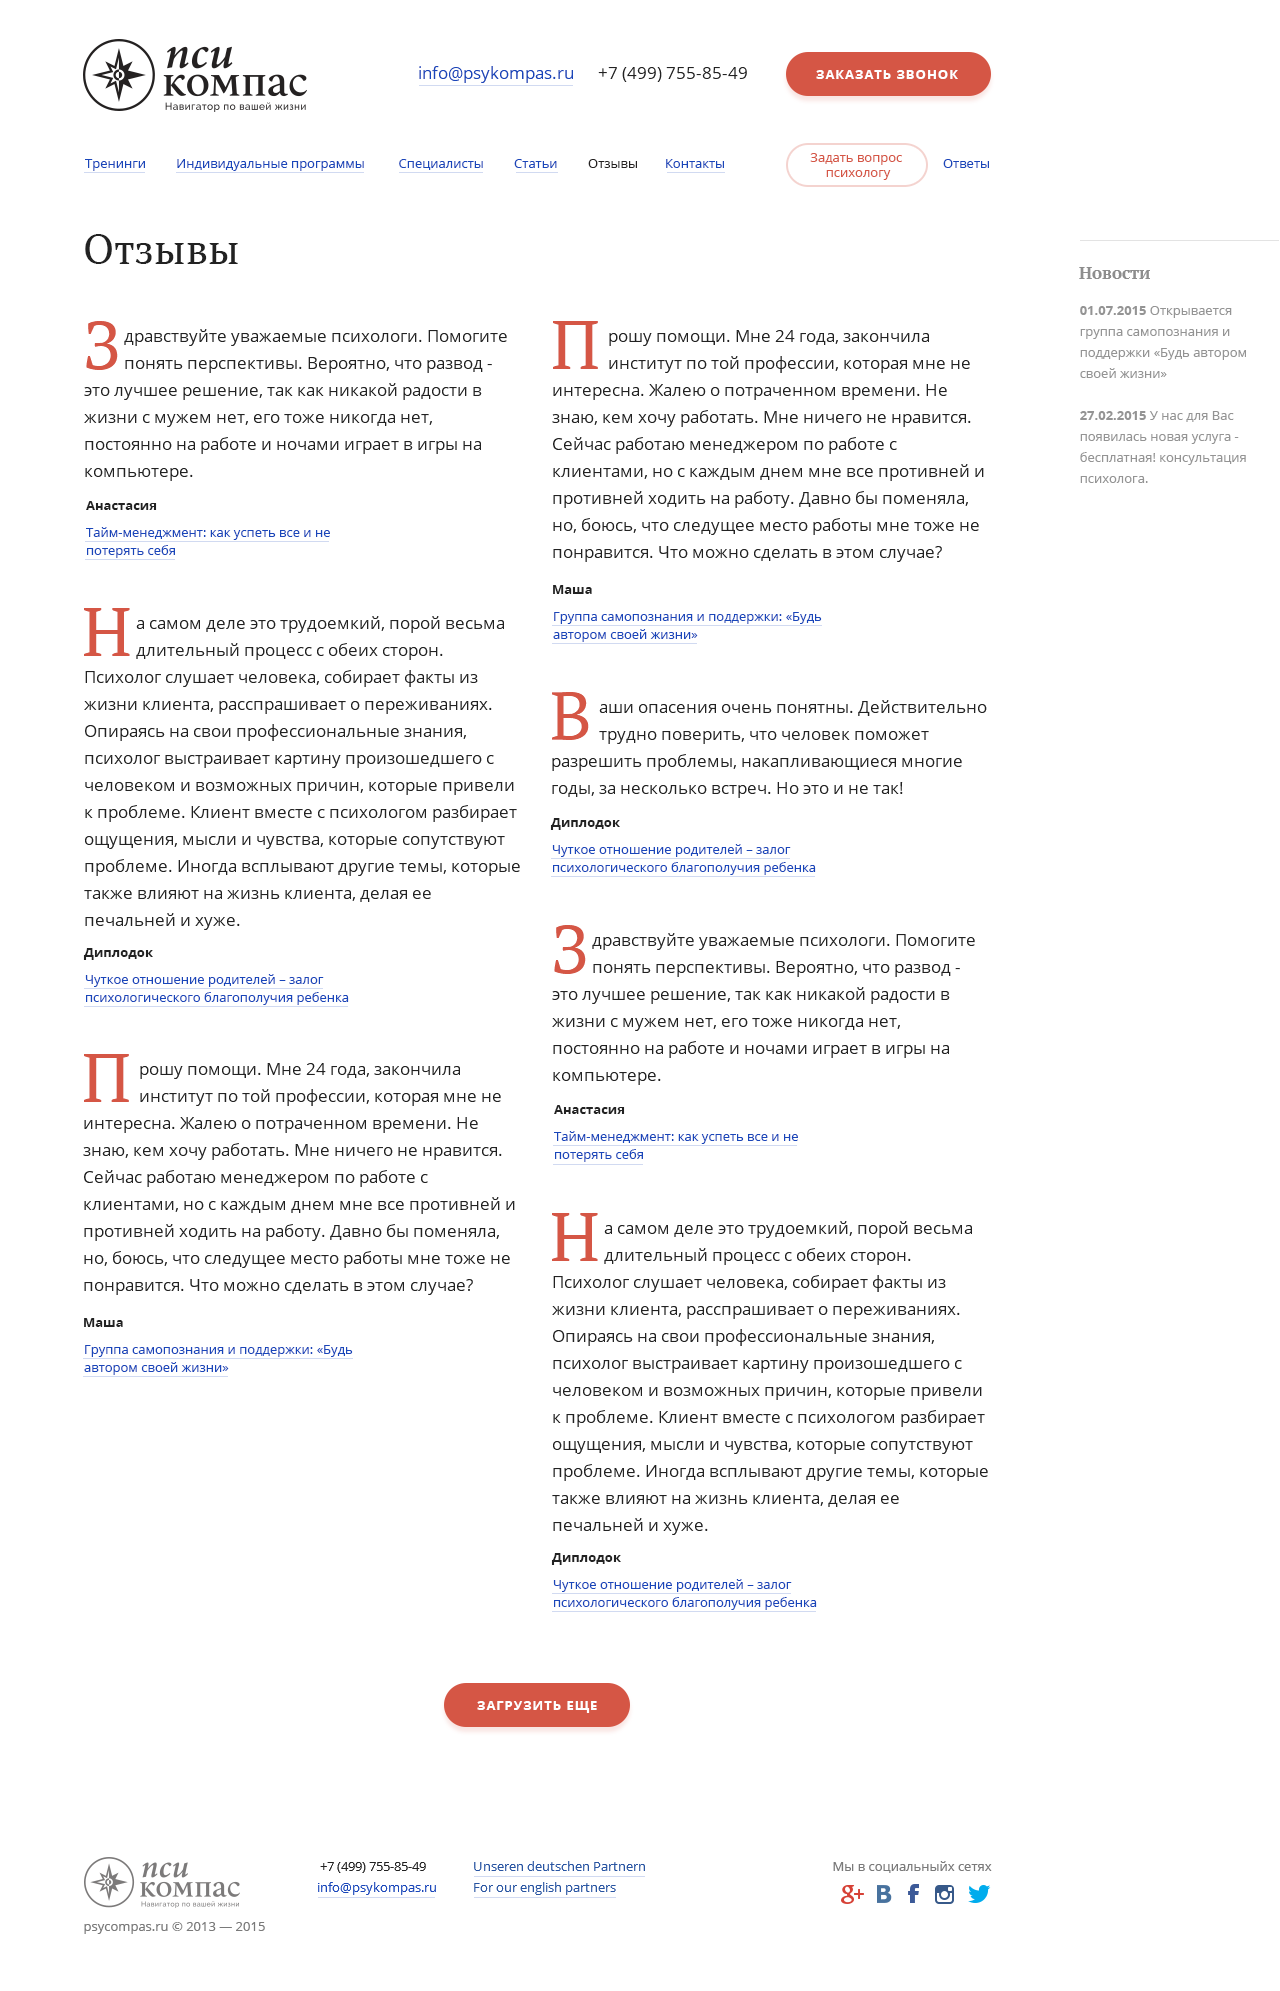 пси
компас
Навигатор по вашей жизни
info@psykompas.ru
+7 (499) 755-85-49
ЗАКАЗАТЬ ЗВОНОК
Тренинги
Индивидуальные программы
Специалисты
Статьи
Отзывы
Контакты
Задать вопрос
психологу
Ответы
Отзывы
Здравствуйте уважаемые психологи. Помогите
понять перспективы. Вероятно, что развод -
это лучшее решение, так как никакой радости в
жизни с мужем нет, его тоже никогда нет,
постоянно на работе и ночами играет в игры на
компьютере.
Анастасия
Тайм-менеджмент: как успеть все и не
потерять себя
На самом деле это трудоемкий, порой весьма
длительный процесс с обеих сторон.
Психолог слушает человека, собирает факты из
жизни клиента, расспрашивает о переживаниях.
Опираясь на свои профессиональные знания,
психолог выстраивает картину произошедшего с
человеком и возможных причин, которые привели
к проблеме. Клиент вместе с психологом разбирает
ощущения, мысли и чувства, которые сопутствуют
проблеме. Иногда всплывают другие темы, которые
также влияют на жизнь клиента, делая ее
печальней и хуже.
Диплодок
Чуткое отношение родителей – залог
психологического благополучия ребенка
Прошу помощи. Мне 24 года, закончила
институт по той профессии, которая мне не
интересна. Жалею о потраченном времени. Не
знаю, кем хочу работать. Мне ничего не нравится.
Сейчас работаю менеджером по работе с
клиентами, но с каждым днем мне все противней и
противней ходить на работу. Давно бы поменяла,
но, боюсь, что следущее место работы мне тоже не
понравится. Что можно сделать в этом случае?
Маша
Группа самопознания и поддержки: «Будь
автором своей жизни»
Прошу помощи. Мне 24 года, закончила
институт по той профессии, которая мне не
интересна. Жалею о потраченном времени. Не
знаю, кем хочу работать. Мне ничего не нравится.
Сейчас работаю менеджером по работе с
клиентами, но с каждым днем мне все противней и
противней ходить на работу. Давно бы поменяла,
но, боюсь, что следущее место работы мне тоже не
понравится. Что можно сделать в этом случае?
Маша
Группа самопознания и поддержки: «Будь
автором своей жизни»
Ваши опасения очень понятны. Действительно
трудно поверить, что человек поможет
разрешить проблемы, накапливающиеся многие
годы, за несколько встреч. Но это и не так!
Диплодок
Чуткое отношение родителей – залог
психологического благополучия ребенка
Здравствуйте уважаемые психологи. Помогите
понять перспективы. Вероятно, что развод -
это лучшее решение, так как никакой радости в
жизни с мужем нет, его тоже никогда нет,
постоянно на работе и ночами играет в игры на
компьютере.
Анастасия
Тайм-менеджмент: как успеть все и не
потерять себя
На самом деле это трудоемкий, порой весьма
длительный процесс с обеих сторон.
Психолог слушает человека, собирает факты из
жизни клиента, расспрашивает о переживаниях.
Опираясь на свои профессиональные знания,
психолог выстраивает картину произошедшего с
человеком и возможных причин, которые привели
к проблеме. Клиент вместе с психологом разбирает
ощущения, мысли и чувства, которые сопутствуют
проблеме. Иногда всплывают другие темы, которые
также влияют на жизнь клиента, делая ее
печальней и хуже.
Диплодок
Чуткое отношение родителей – залог
психологического благополучия ребенка
Новости
01.07.2015 Открывается
группа самопознания и
поддержки «Будь автором
своей жизни»
27.02.2015 У нас для Вас
появилась новая услуга -
бесплатная! консультация
психолога.
ЗАГРУЗИТЬ ЕЩЕ
пси
компас
Навигатор по вашей жизни
psycompas.ru © 2013 — 2015
+7 (499) 755-85-49
info@psykompas.ru
Unseren deutschen Partnern
For our english partners
Мы в социальныйх сетях